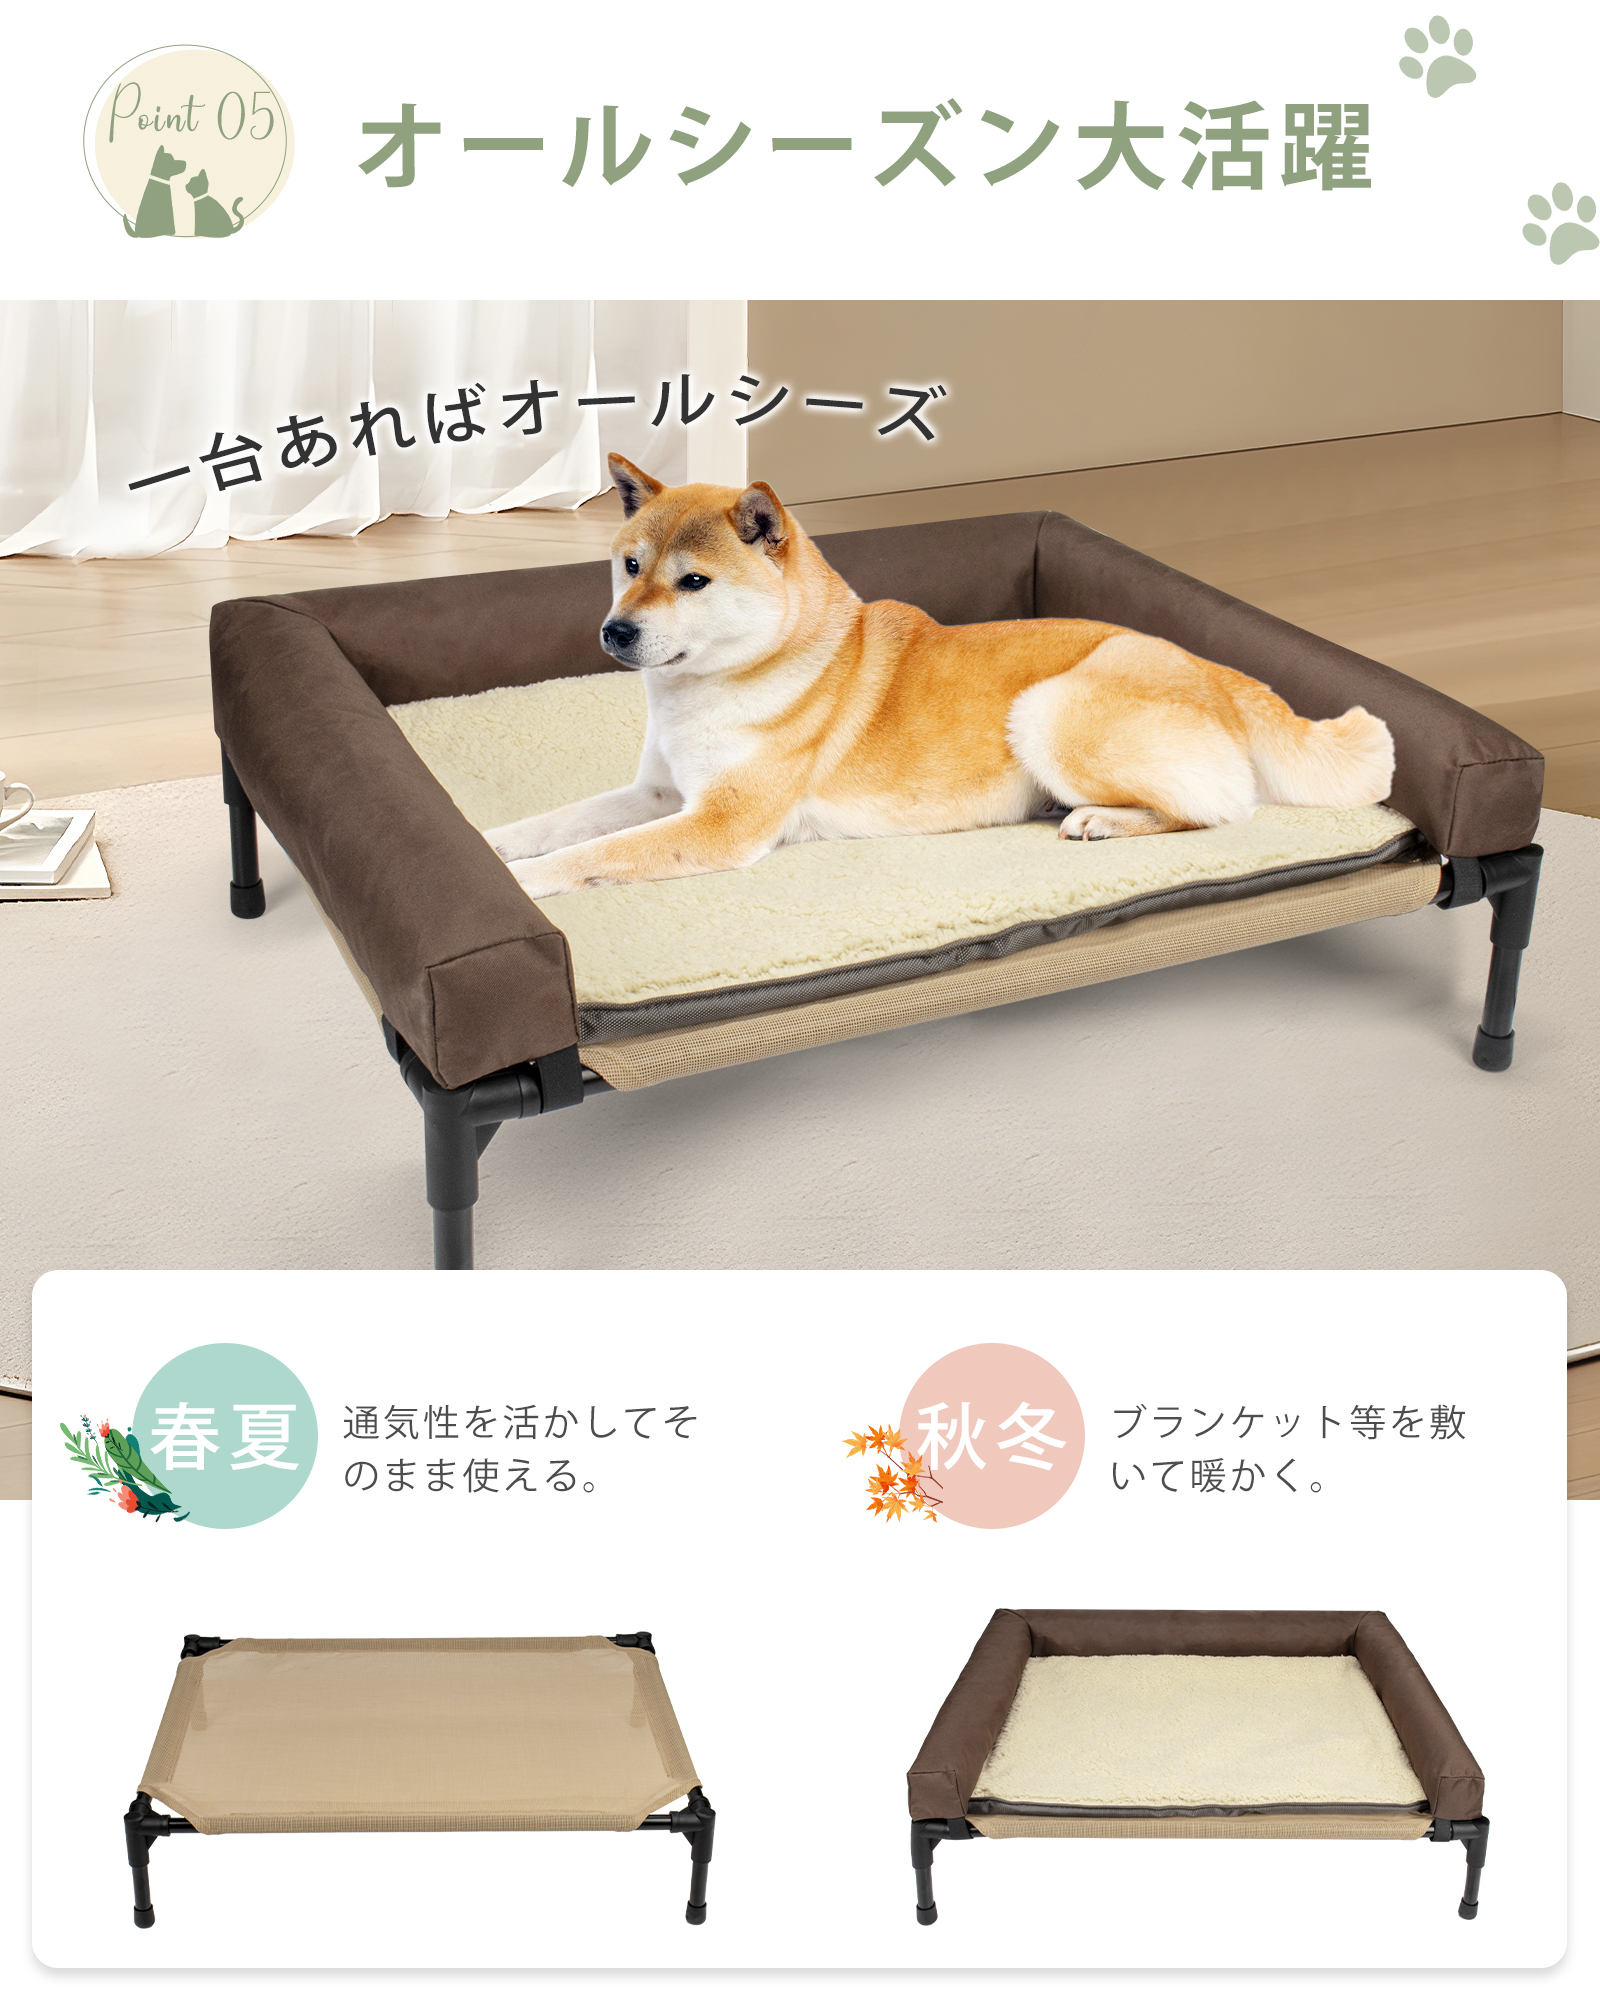 Point 05
オールシーズン大活躍
一台あればオールシーズ
春夏
通気性を活かしてそ
のまま使える。
秋冬
ブランケット等を敷
いて暖かく。